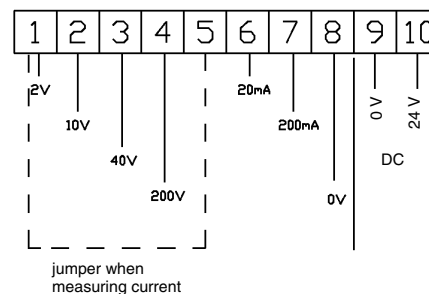 1 2 3 4 5 6 7 8 9 10
2V
10V
40V
200V
20mA
200mA
0V
0 V
24 V
DC
jumper when
measuring current